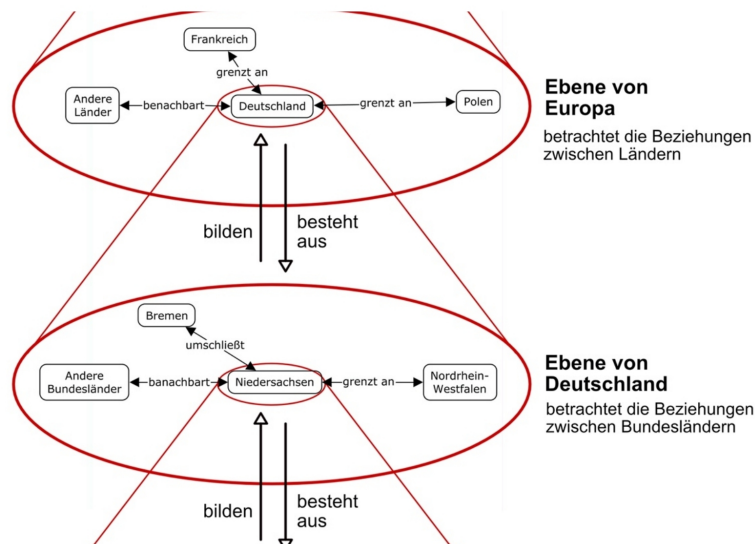 Frankreich
grenzt an
Andere
Länder
benachbart
Deutschland
grenzt an
Polen
Ebene von
Europa
betrachtet die Beziehungen
zwischen Ländern
bilden
besteht
aus
Bremen
umschließt
Andere
Bundesländer
banachbart
Niedersachsen
grenzt an
Nordrhein-
Westfalen
Ebene von
Deutschland
betrachtet die Beziehungen
zwischen Bundesländern
bilden
besteht
aus